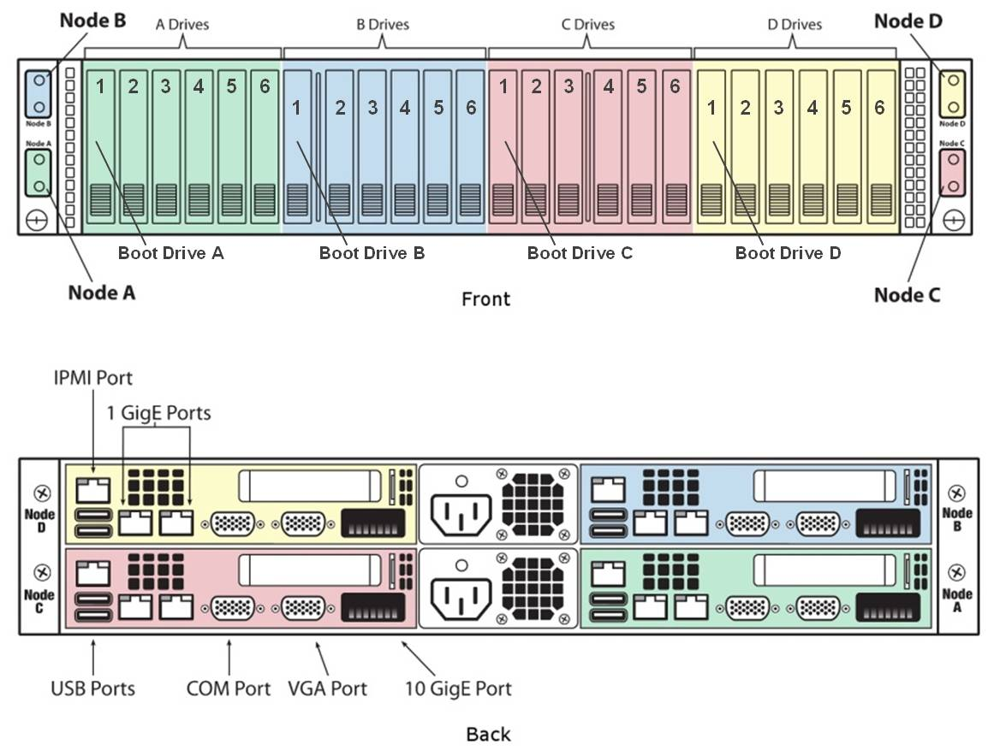 Node B
A Drives
B Drives
C Drives
D Drives
Node D
1 2 3 4 5 6
1 2 3 4 5 6
1 2 3 4 5 6
1 2 3 4 5 6
Node B
Node A
Node D
Node C
Boot Drive A
Boot Drive B
Boot Drive C
Boot Drive D
Node A
Front
Node C
IPMI Port
1 GigE Ports
Node
D
Node
B
Node
C
Node
A
USB Ports
COM Port
VGA Port
10 GigE Port
Back